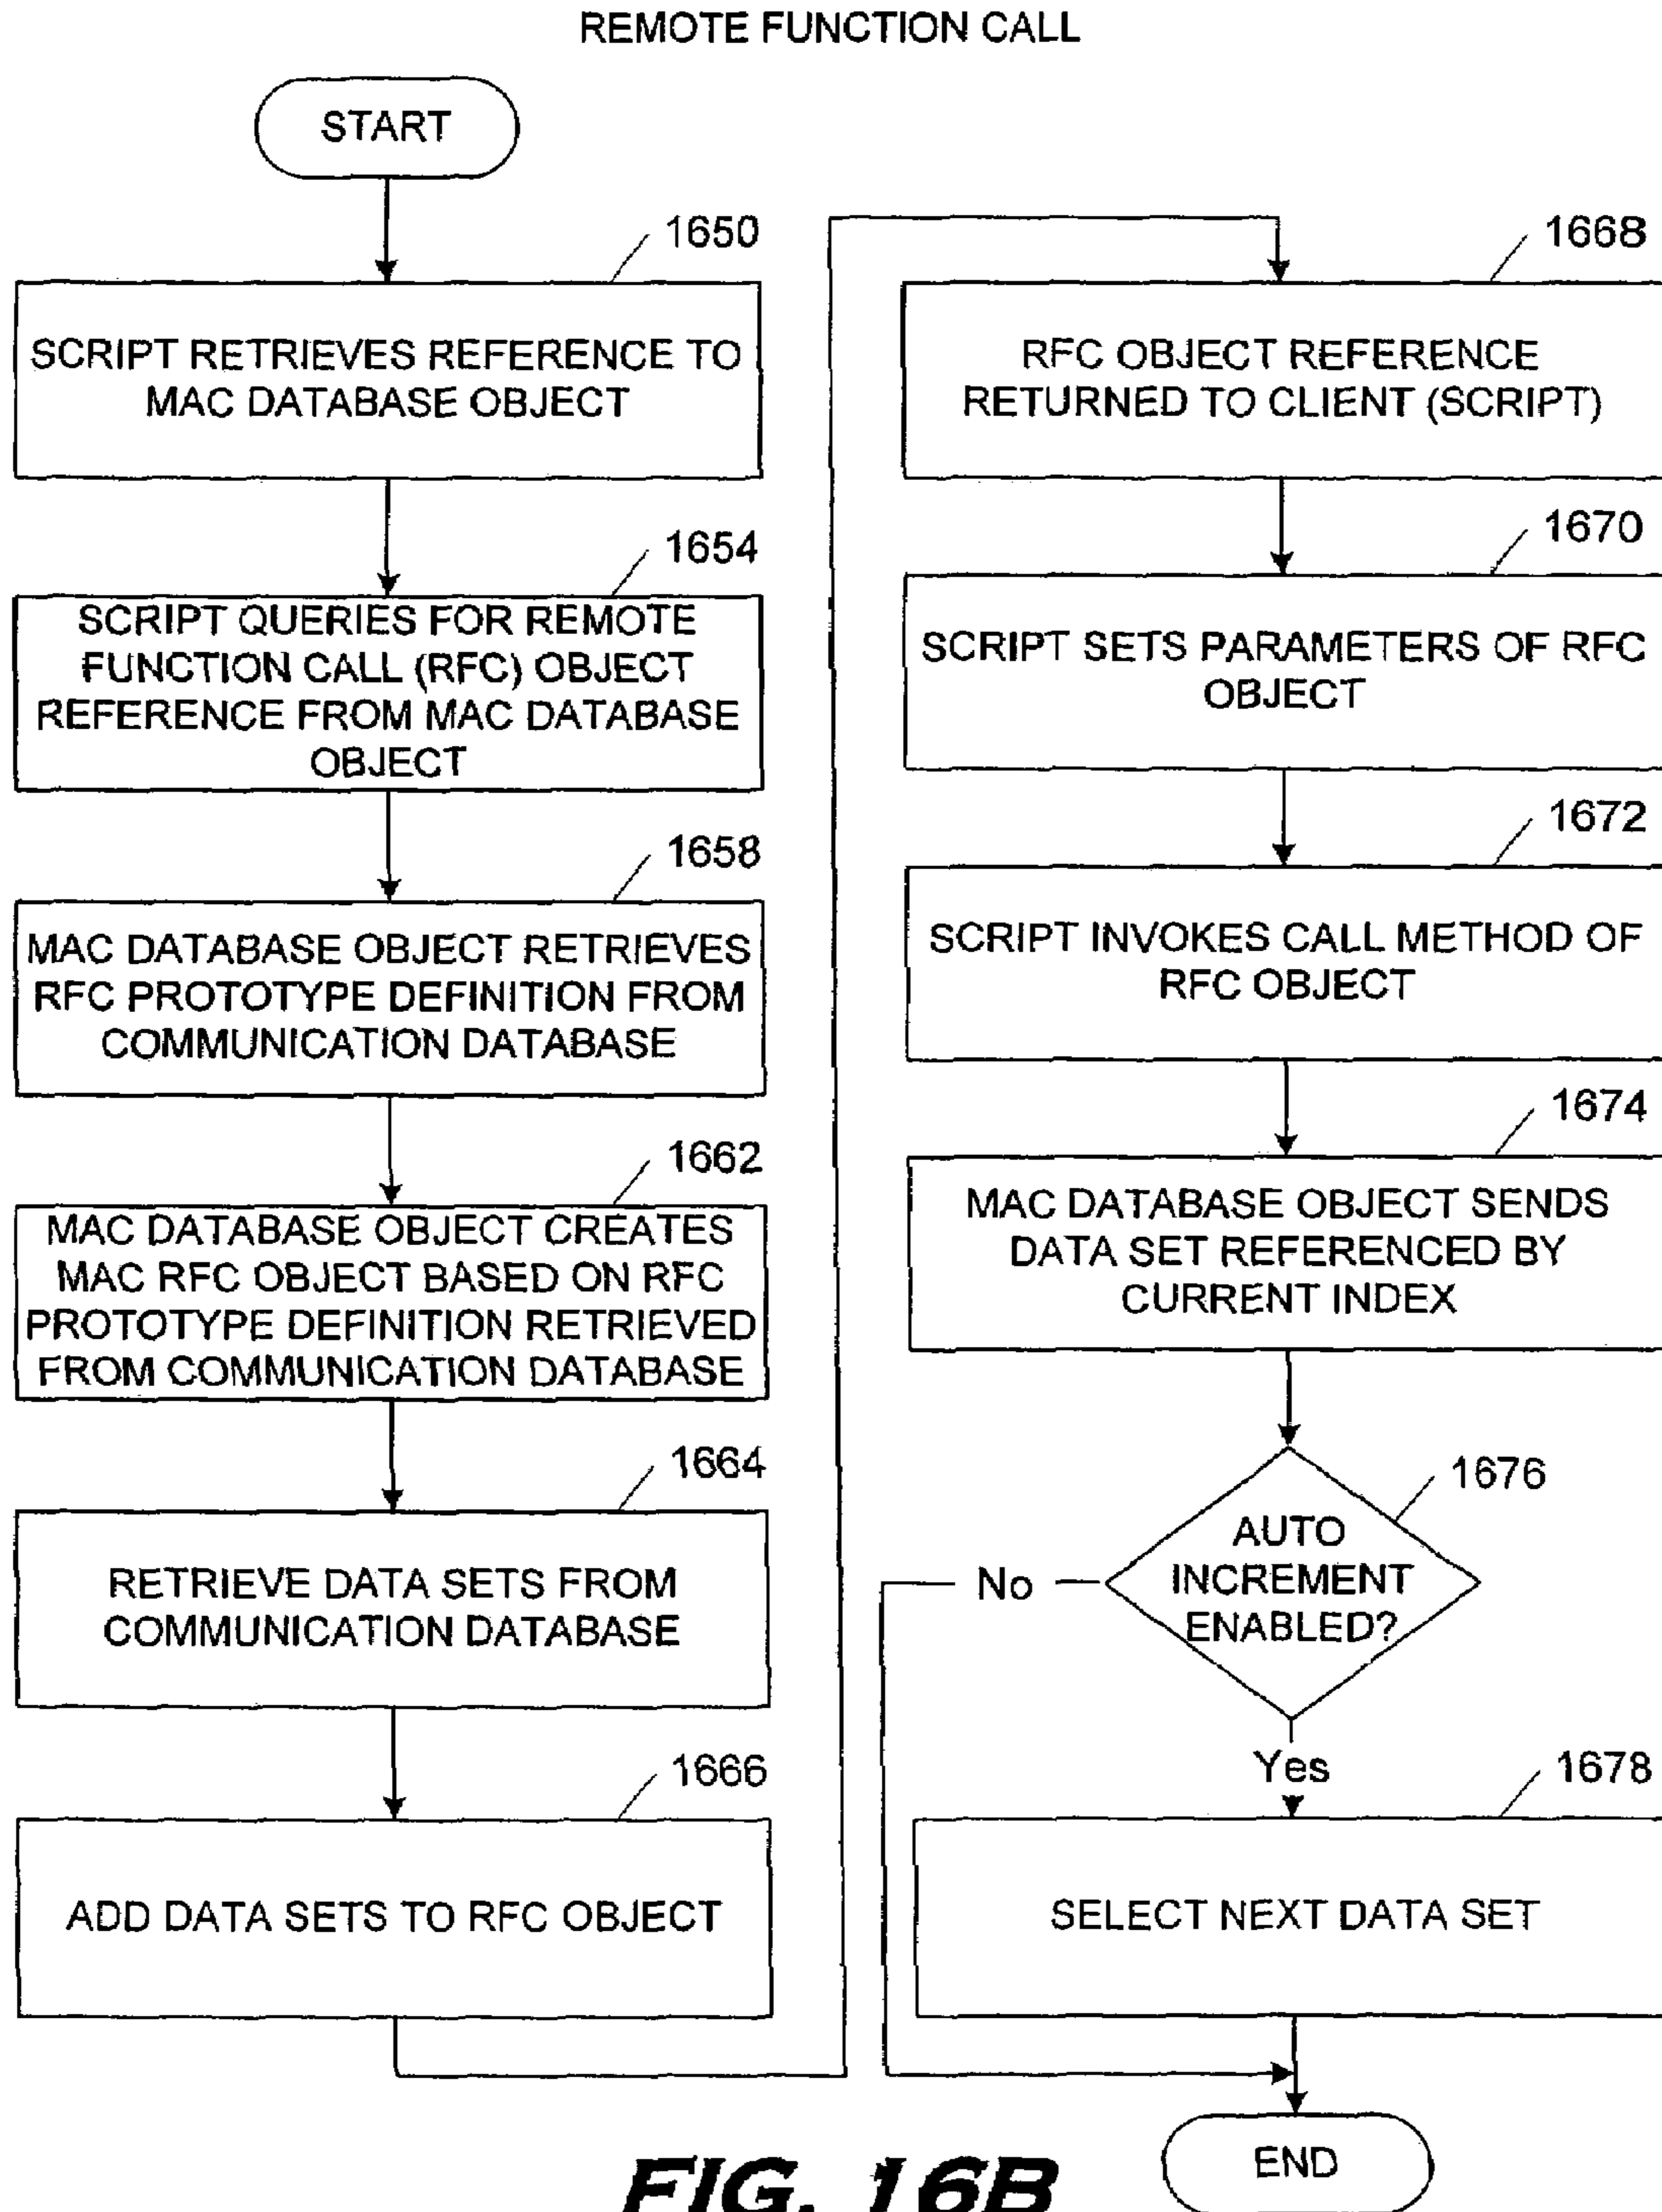 REMOTE FUNCTION CALL
START
1650
SCRIPT RETRIEVES REFERENCE TO
MAC DATABASE OBJECT
1654
SCRIPT QUERIES FOR REMOTE
FUNCTION CALL (RFC) OBJECT
REFERENCE FROM MAC DATABASE
OBJECT
1658
MAC DATABASE OBJECT RETRIEVES
RFC PROTOTYPE DEFINITION FROM
COMMUNICATION DATABASE
1662
MAC DATABASE OBJECT CREATES
MAC RFC OBJECT BASED ON RFC
PROTOTYPE DEFINITION RETRIEVED
FROM COMMUNICATION DATABASE
1664
RETRIEVE DATA SETS FROM
COMMUNICATION DATABASE
1666
ADD DATA SETS TO RFC OBJECT
1668
RFC OBJECT REFERENCE
RETURNED TO CLIENT (SCRIPT)
1670
SCRIPT SETS PARAMETERS OF RFC
OBJECT
1672
SCRIPT INVOKES CALL METHOD OF
RFC OBJECT
1674
MAC DATABASE OBJECT SENDS
DATA SET REFERENCED BY
CURRENT INDEX
1676
AUTO
INCREMENT
ENABLED?
No
Yes
1678
SELECT NEXT DATA SET
END
FIG. 16B